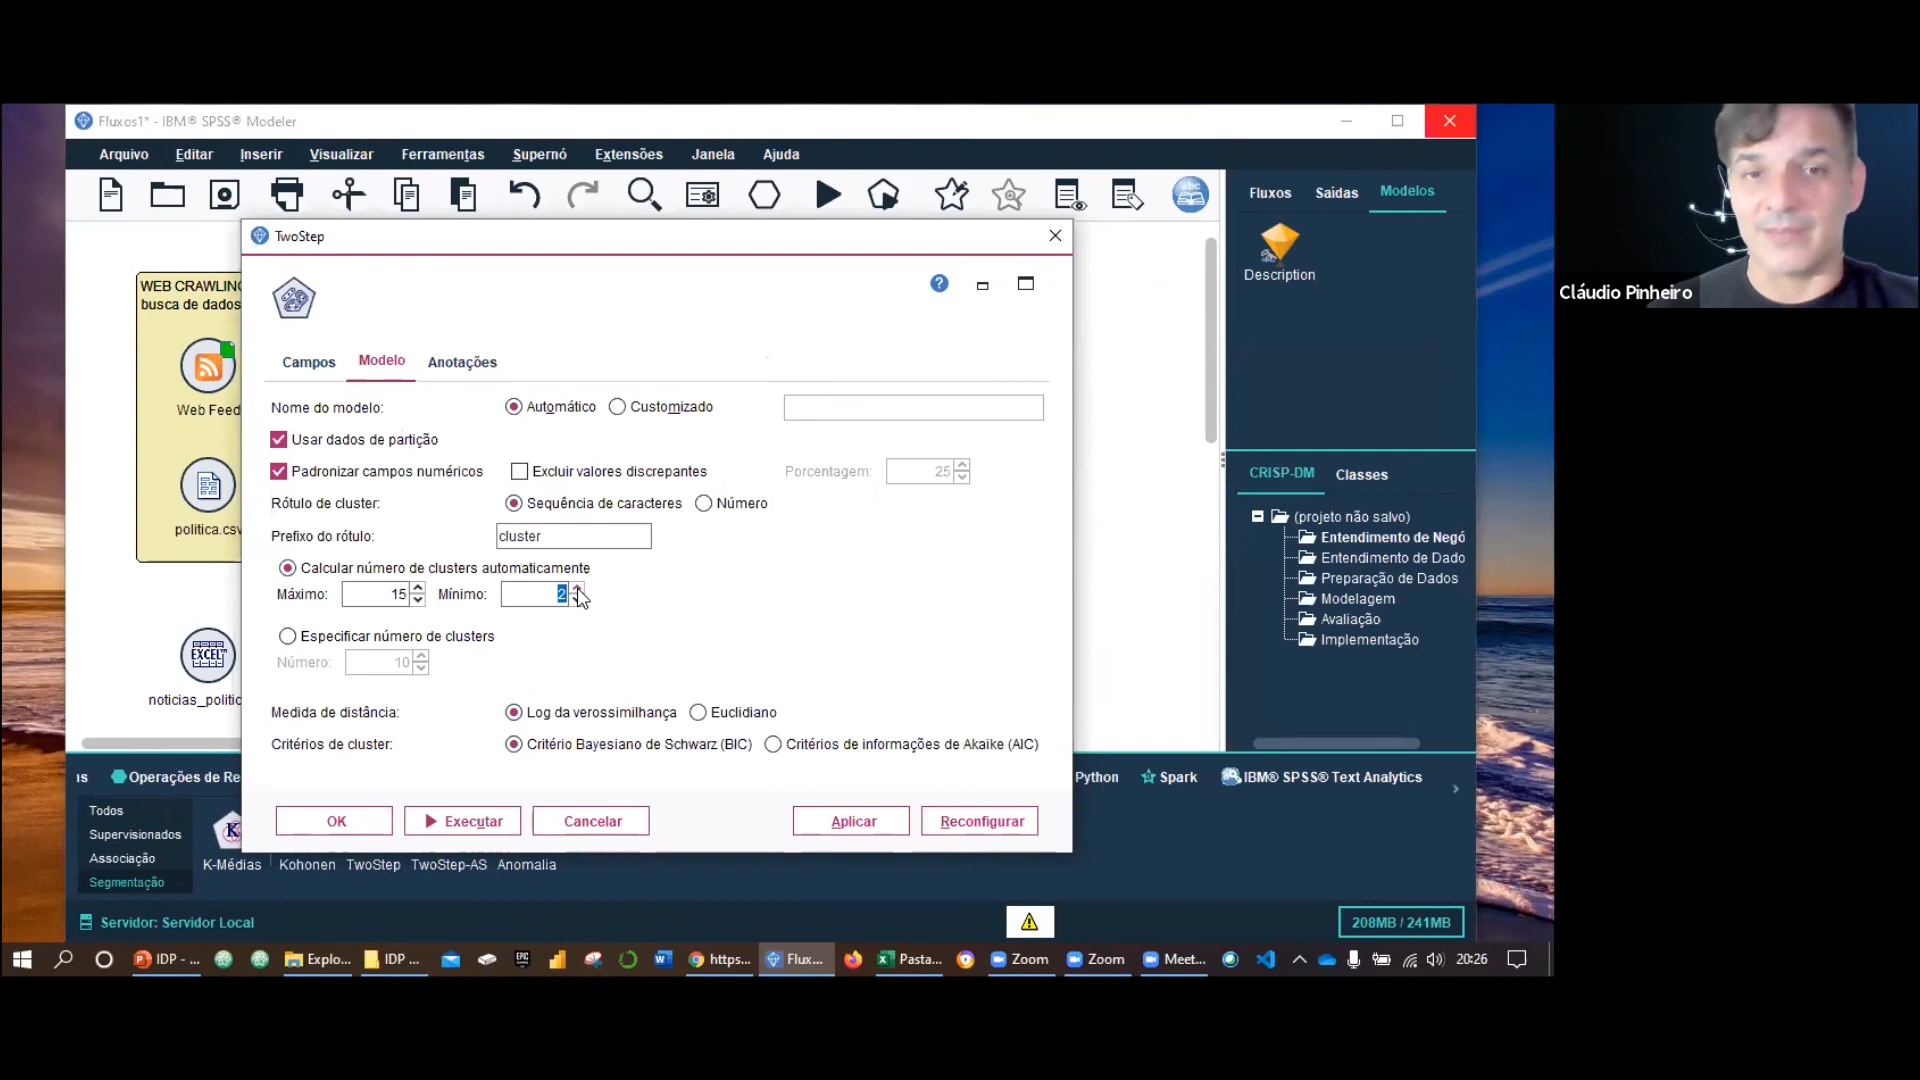 Fluxos1* - IBM® SPSS® Modeler
Arquivo Editar Inserir Visualizar Ferramentas Supernó Extensões Janela Ajuda
abc
Fluxos Saídas Modelos
Description
TwoStep
WEB CRAWLING
busca de dados
Web Feed
politica.csv
EXCEL
noticias_politic
Campos Modelo Anotações
Nome do modelo: Automático Customizado
Usar dados de partição
Padronizar campos numéricos Excluir valores discrepantes Porcentagem: 25
Rótulo de cluster: Sequência de caracteres Número
Prefixo do rótulo: cluster
Calcular número de clusters automaticamente
Máximo: 15 Mínimo: 2
Especificar número de clusters
Número: 10
Medida de distância: Log da verossimilhança Euclidiano
Critérios de cluster: Critério Bayesiano de Schwarz (BIC) Critérios de informações de Akaike (AIC)
OK Executar Cancelar Aplicar Reconfigurar
CRISP-DM Classes
(projeto não salvo)
Entendimento de Negó
Entendimento de Dado
Preparação de Dados
Modelagem
Avaliação
Implementação
ıs Operações de Re Python Spark IBM® SPSS® Text Analytics
Todos
Supervisionados
Associação
Segmentação
K-Médias Kohonen TwoStep TwoStep-AS Anomalia
Servidor: Servidor Local
208MB / 241MB
IDP - ... Explo... IDP ... EPIC https... Flux... Pasta... Zoom Zoom Meet... 20:26
Cláudio Pinheiro